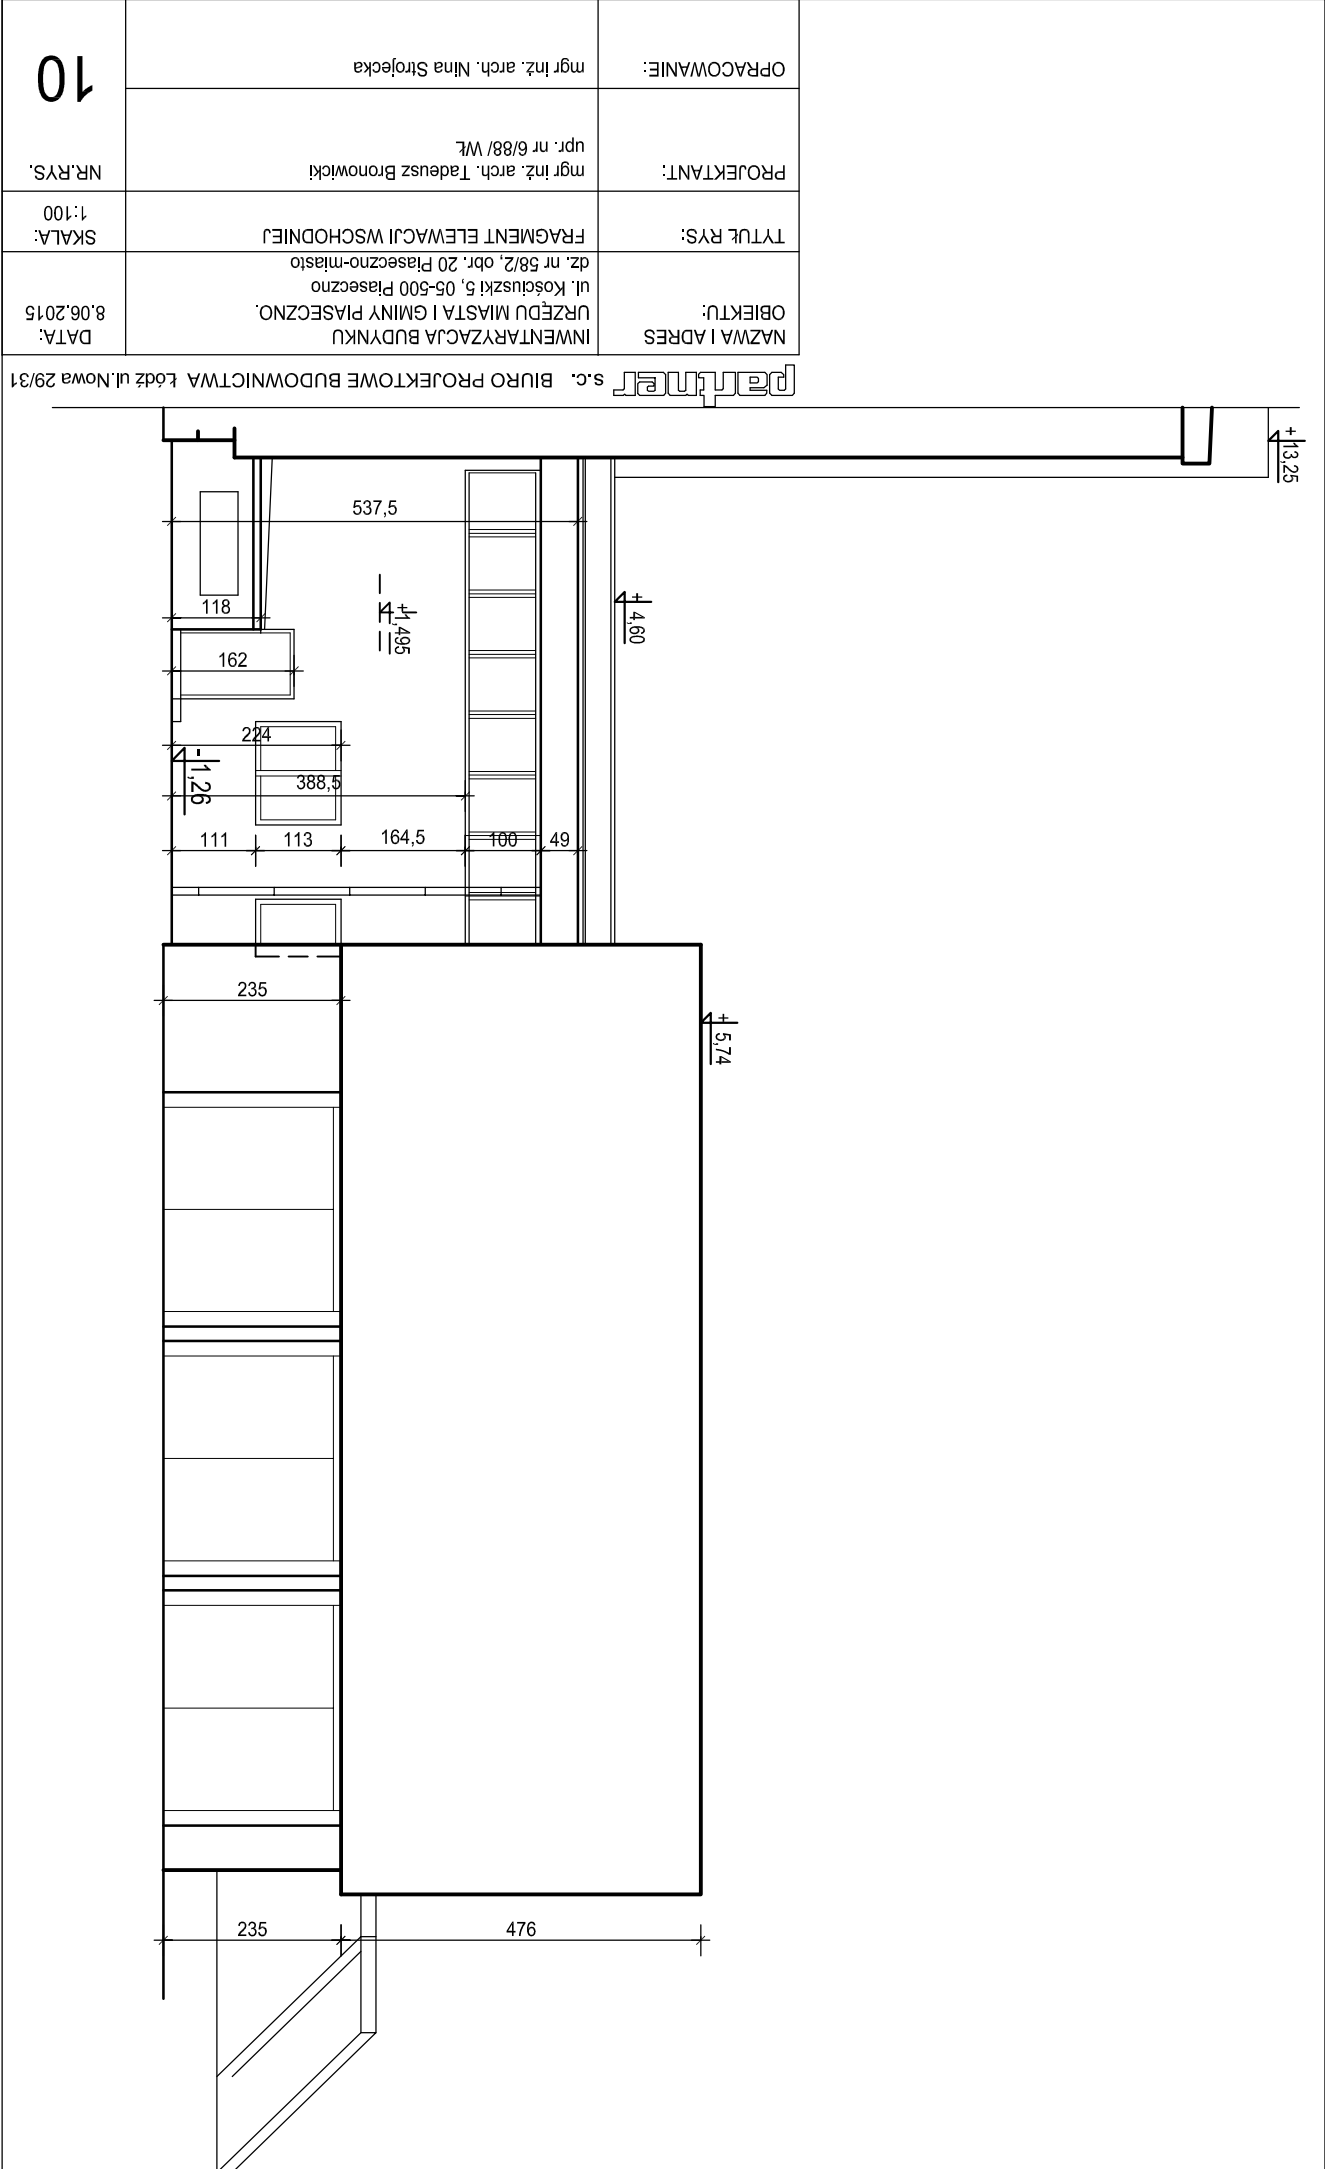 partner s.c. BIURO PROJEKTOWE BUDOWNICTWA Łódź ul.Nowa 29/31
NAZWA I ADRES
OBIEKTU:
INWENTARYZACJA BUDYNKU
URZĘDU MIASTA I GMINY PIASECZNO.
ul. Kościuszki 5, 05-500 Piaseczno
dz. nr 58/2, obr. 20 Piaseczno-miasto
DATA:
8.06.2015
TYTUŁ RYS:
FRAGMENT ELEWACJI WSCHODNIEJ
SKALA:
1:100
PROJEKTANT:
mgr inż. arch. Tadeusz Bronowicki
upr. nr 6/88/ WŁ
NR.RYS.
10
OPRACOWANIE:
mgr inż. arch. Nina Strojecka
+13,25
537,5
118
+1,495
+4,60
162
224
-1,26
388,5
111
113
164,5
100
49
235
+5,74
235
476